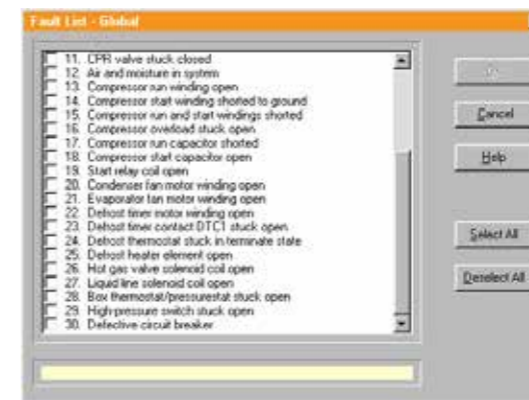 Fault List - Global
11. CPR valve stuck closed
12. Air and moisture in system
13. Compressor run winding open
14. Compressor start winding shorted to ground
15. Compressor run and start windings shorted
16. Compressor overload stuck open
17. Compressor run capacitor shorted
18. Compressor start capacitor open
19. Start relay coil open
20. Condenser fan motor winding open
21. Evaporator fan motor winding open
22. Defrost timer motor winding open
23. Defrost timer contact DTC1 stuck open
24. Defrost thermostat stuck in terminate state
25. Defrost heater element open
26. Hot gas valve solenoid coil open
27. Liquid line solenoid coil open
28. Box thermostat/pressurestat stuck open
29. High-pressure switch stuck open
30. Defective circuit breaker
Cancel
Help
Select All
Deselect All